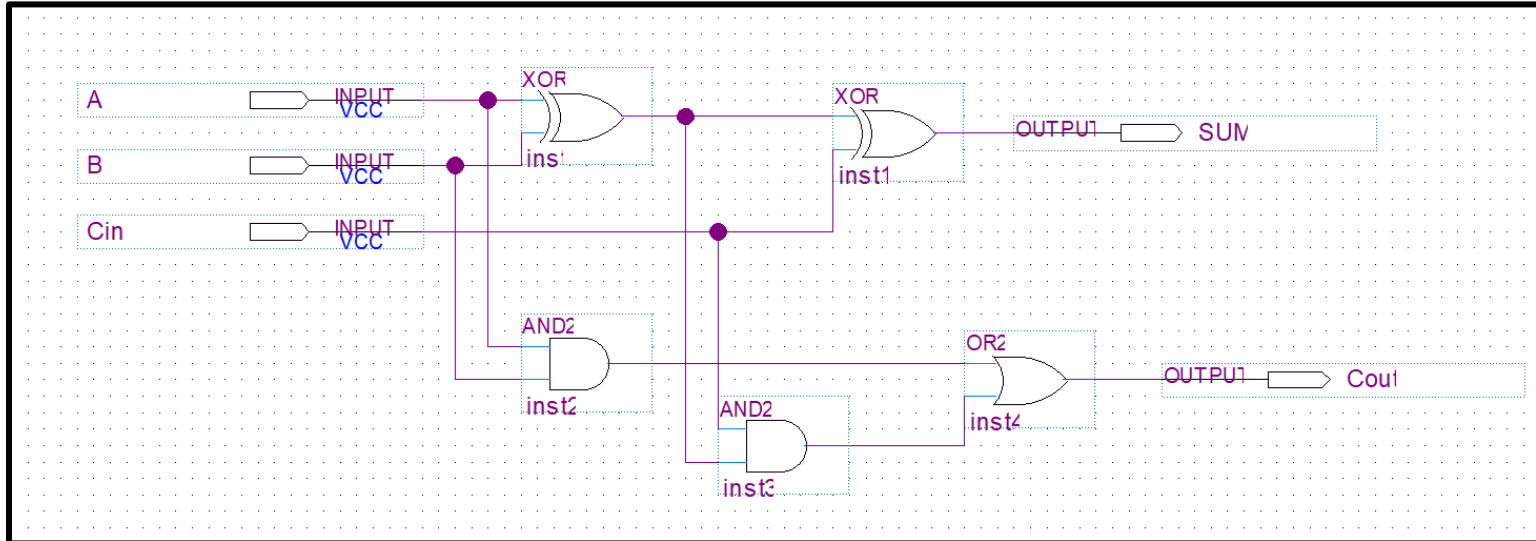 XOR
A INPUT VCC
XOR
OUTPUT SUM
B INPUT VCC
inst
inst1
Cin INPUT VCC
AND2
OR2
OUTPUT Cout
inst2
AND2
inst4
inst3